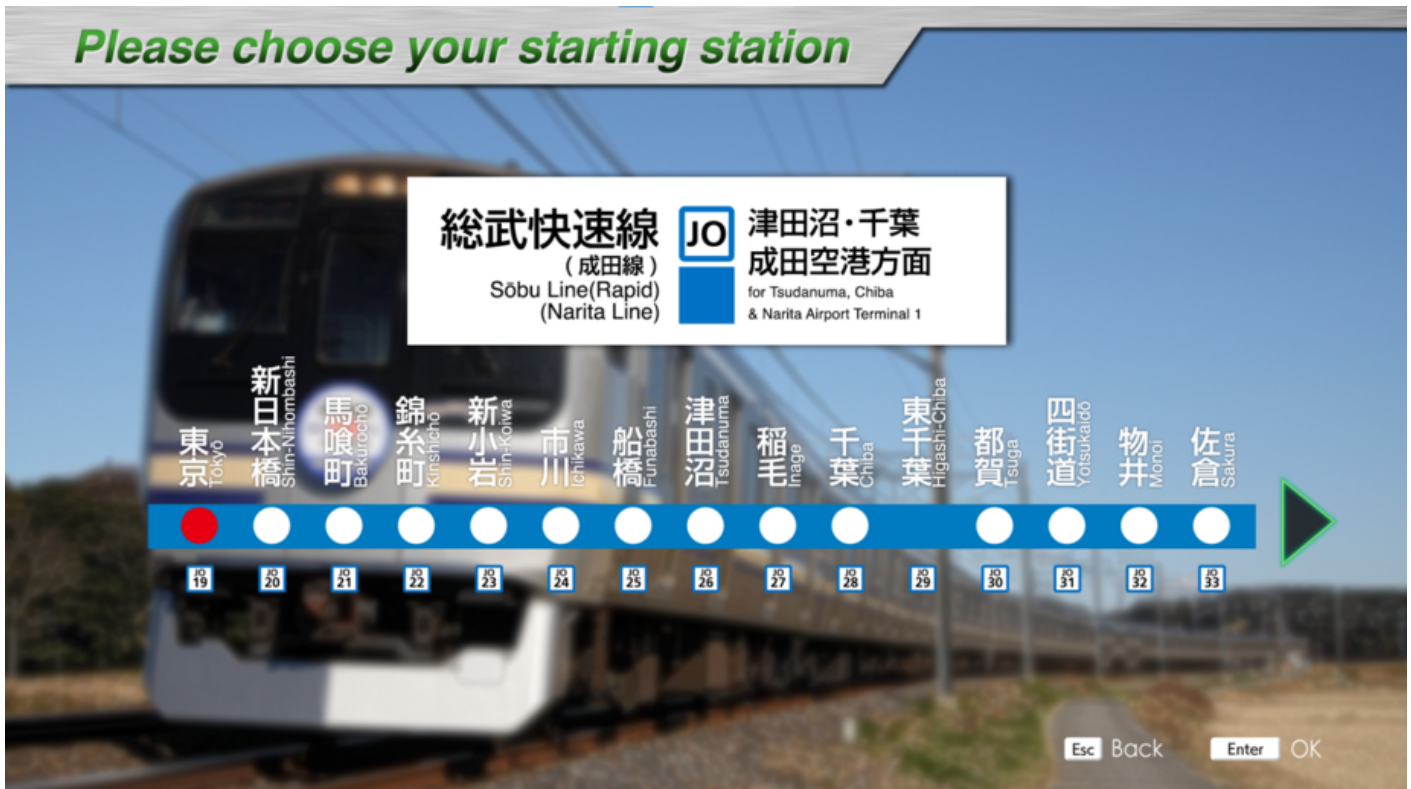 Please choose your starting station
総武快速線
(成田線)
Sōbu Line(Rapid)
(Narita Line)
JO
津田沼・千葉
成田空港方面
for Tsudanuma, Chiba
& Narita Airport Terminal 1
東京
Tōkyō
新日本橋
Shin-Nihombashi
馬喰町
Bakurochō
錦糸町
Kinshichō
新小岩
Shin-Koiwa
市川
Ichikawa
船橋
Funabashi
津田沼
Tsudanuma
稲毛
Inage
千葉
Chiba
東千葉
Higashi-Chiba
都賀
Tsuga
四街道
Yotsukaidō
物井
Monoi
佐倉
Sakura
JO
19
JO
20
JO
21
JO
22
JO
23
JO
24
JO
25
JO
26
JO
27
JO
28
JO
29
JO
30
JO
31
JO
32
JO
33
Esc Back
Enter OK